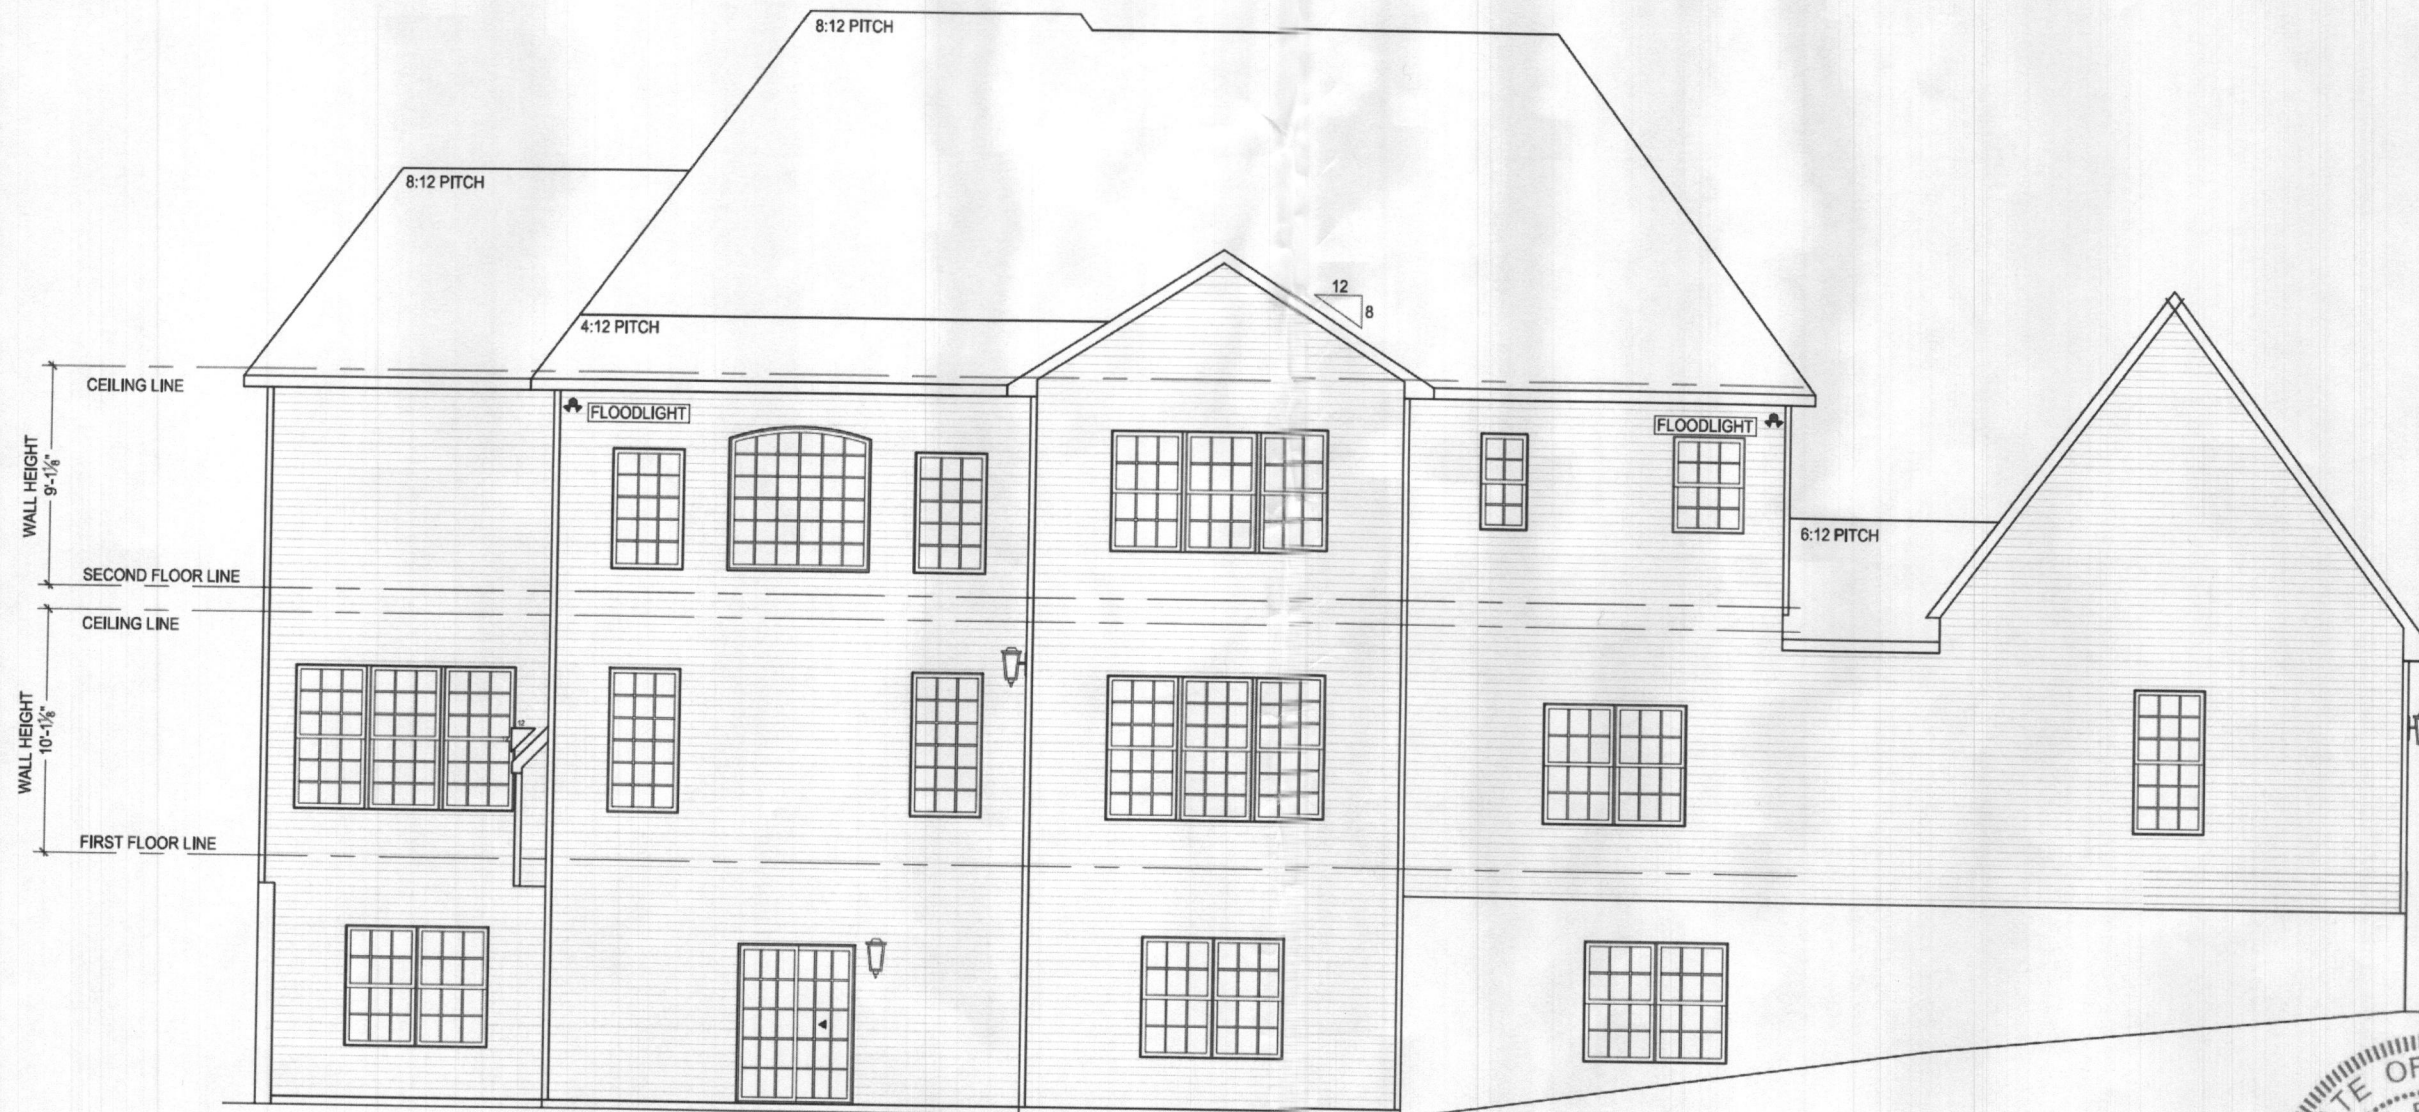 8:12 PITCH
8:12 PITCH
12
8
4:12 PITCH
CEILING LINE
FLOODLIGHT
FLOODLIGHT
WALL HEIGHT
9'-1⅛"
6:12 PITCH
SECOND FLOOR LINE
CEILING LINE
WALL HEIGHT
10'-1⅛"
12
FIRST FLOOR LINE
TE OF